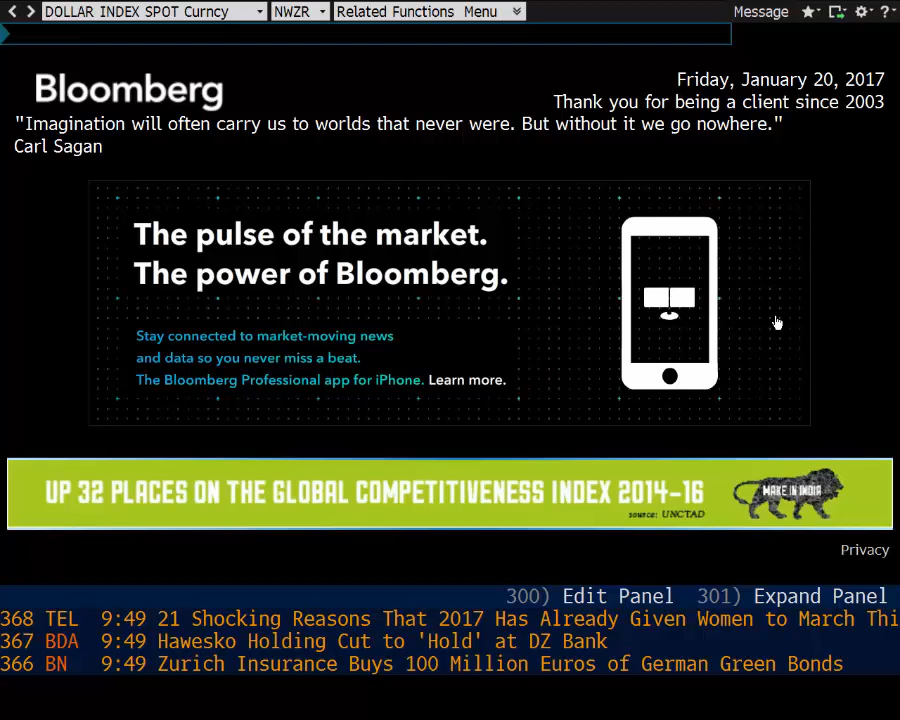 DOLLAR INDEX SPOT Curncy NWZR Related Functions Menu Message ?
Bloomberg
Friday, January 20, 2017
Thank you for being a client since 2003
"Imagination will often carry us to worlds that never were. But without it we go nowhere."
Carl Sagan
The pulse of the market.
The power of Bloomberg.
Stay connected to market-moving news
and data so you never miss a beat.
The Bloomberg Professional app for iPhone. Learn more.
UP 32 PLACES ON THE GLOBAL COMPETITIVENESS INDEX 2014-16
source: UNCTAD
MAKE IN INDIA
Privacy
300) Edit Panel 301) Expand Panel
368 TEL 9:49 21 Shocking Reasons That 2017 Has Already Given Women to March Thi
367 BDA 9:49 Hawesko Holding Cut to 'Hold' at DZ Bank
366 BN 9:49 Zurich Insurance Buys 100 Million Euros of German Green Bonds